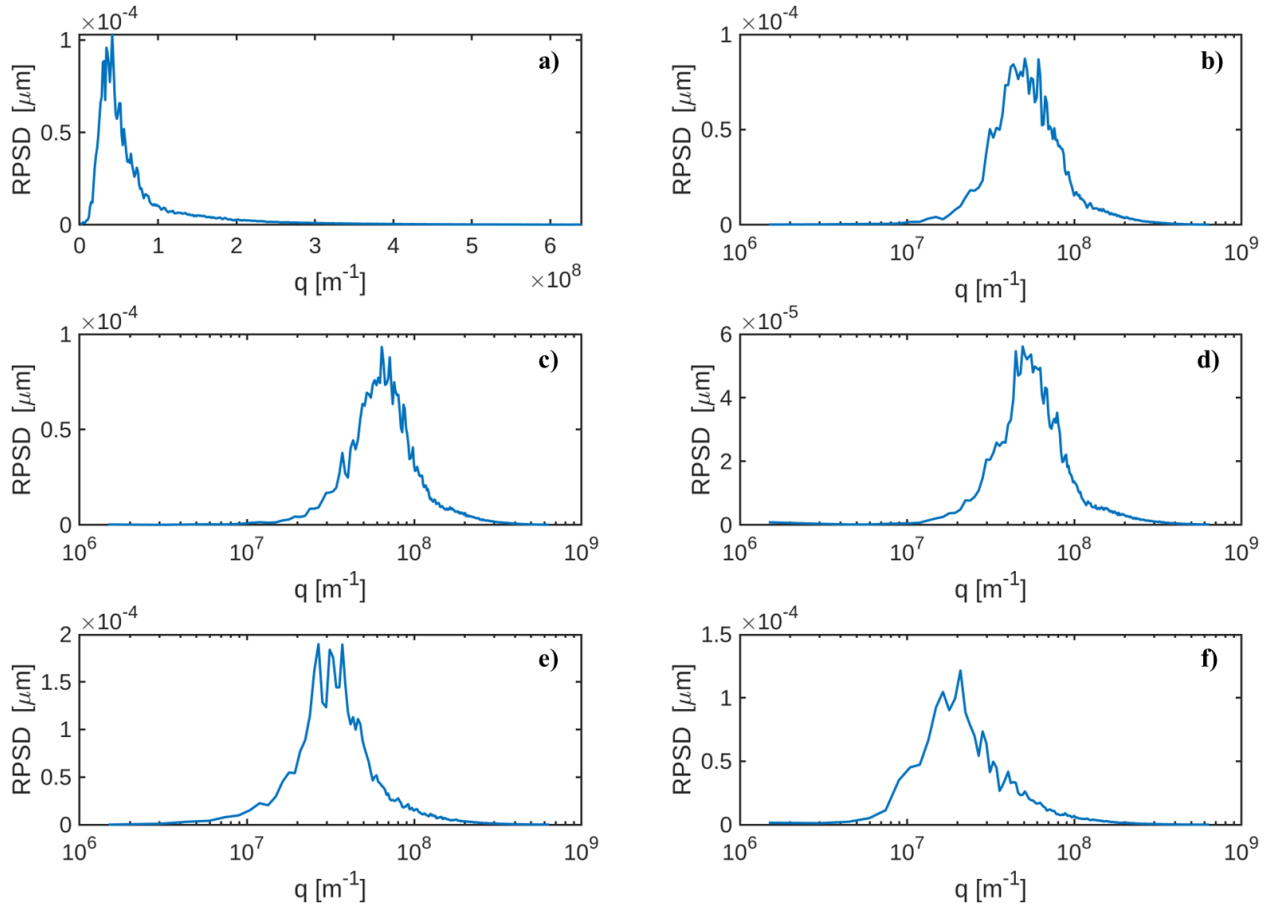 ×10-4
1
0.5
0
RPSD [μm]
a)
0 1 2 3 4 5 6
q [m-1]
×108
×10-4
1
0.5
0
RPSD [μm]
b)
106 107 108 109
q [m-1]
×10-4
1
0.5
0
RPSD [μm]
c)
106 107 108 109
q [m-1]
×10-5
6
4
2
0
RPSD [μm]
d)
106 107 108 109
q [m-1]
×10-4
2
1.5
1
0.5
0
RPSD [μm]
e)
106 107 108 109
q [m-1]
×10-4
1.5
1
0.5
0
RPSD [μm]
f)
106 107 108 109
q [m-1]